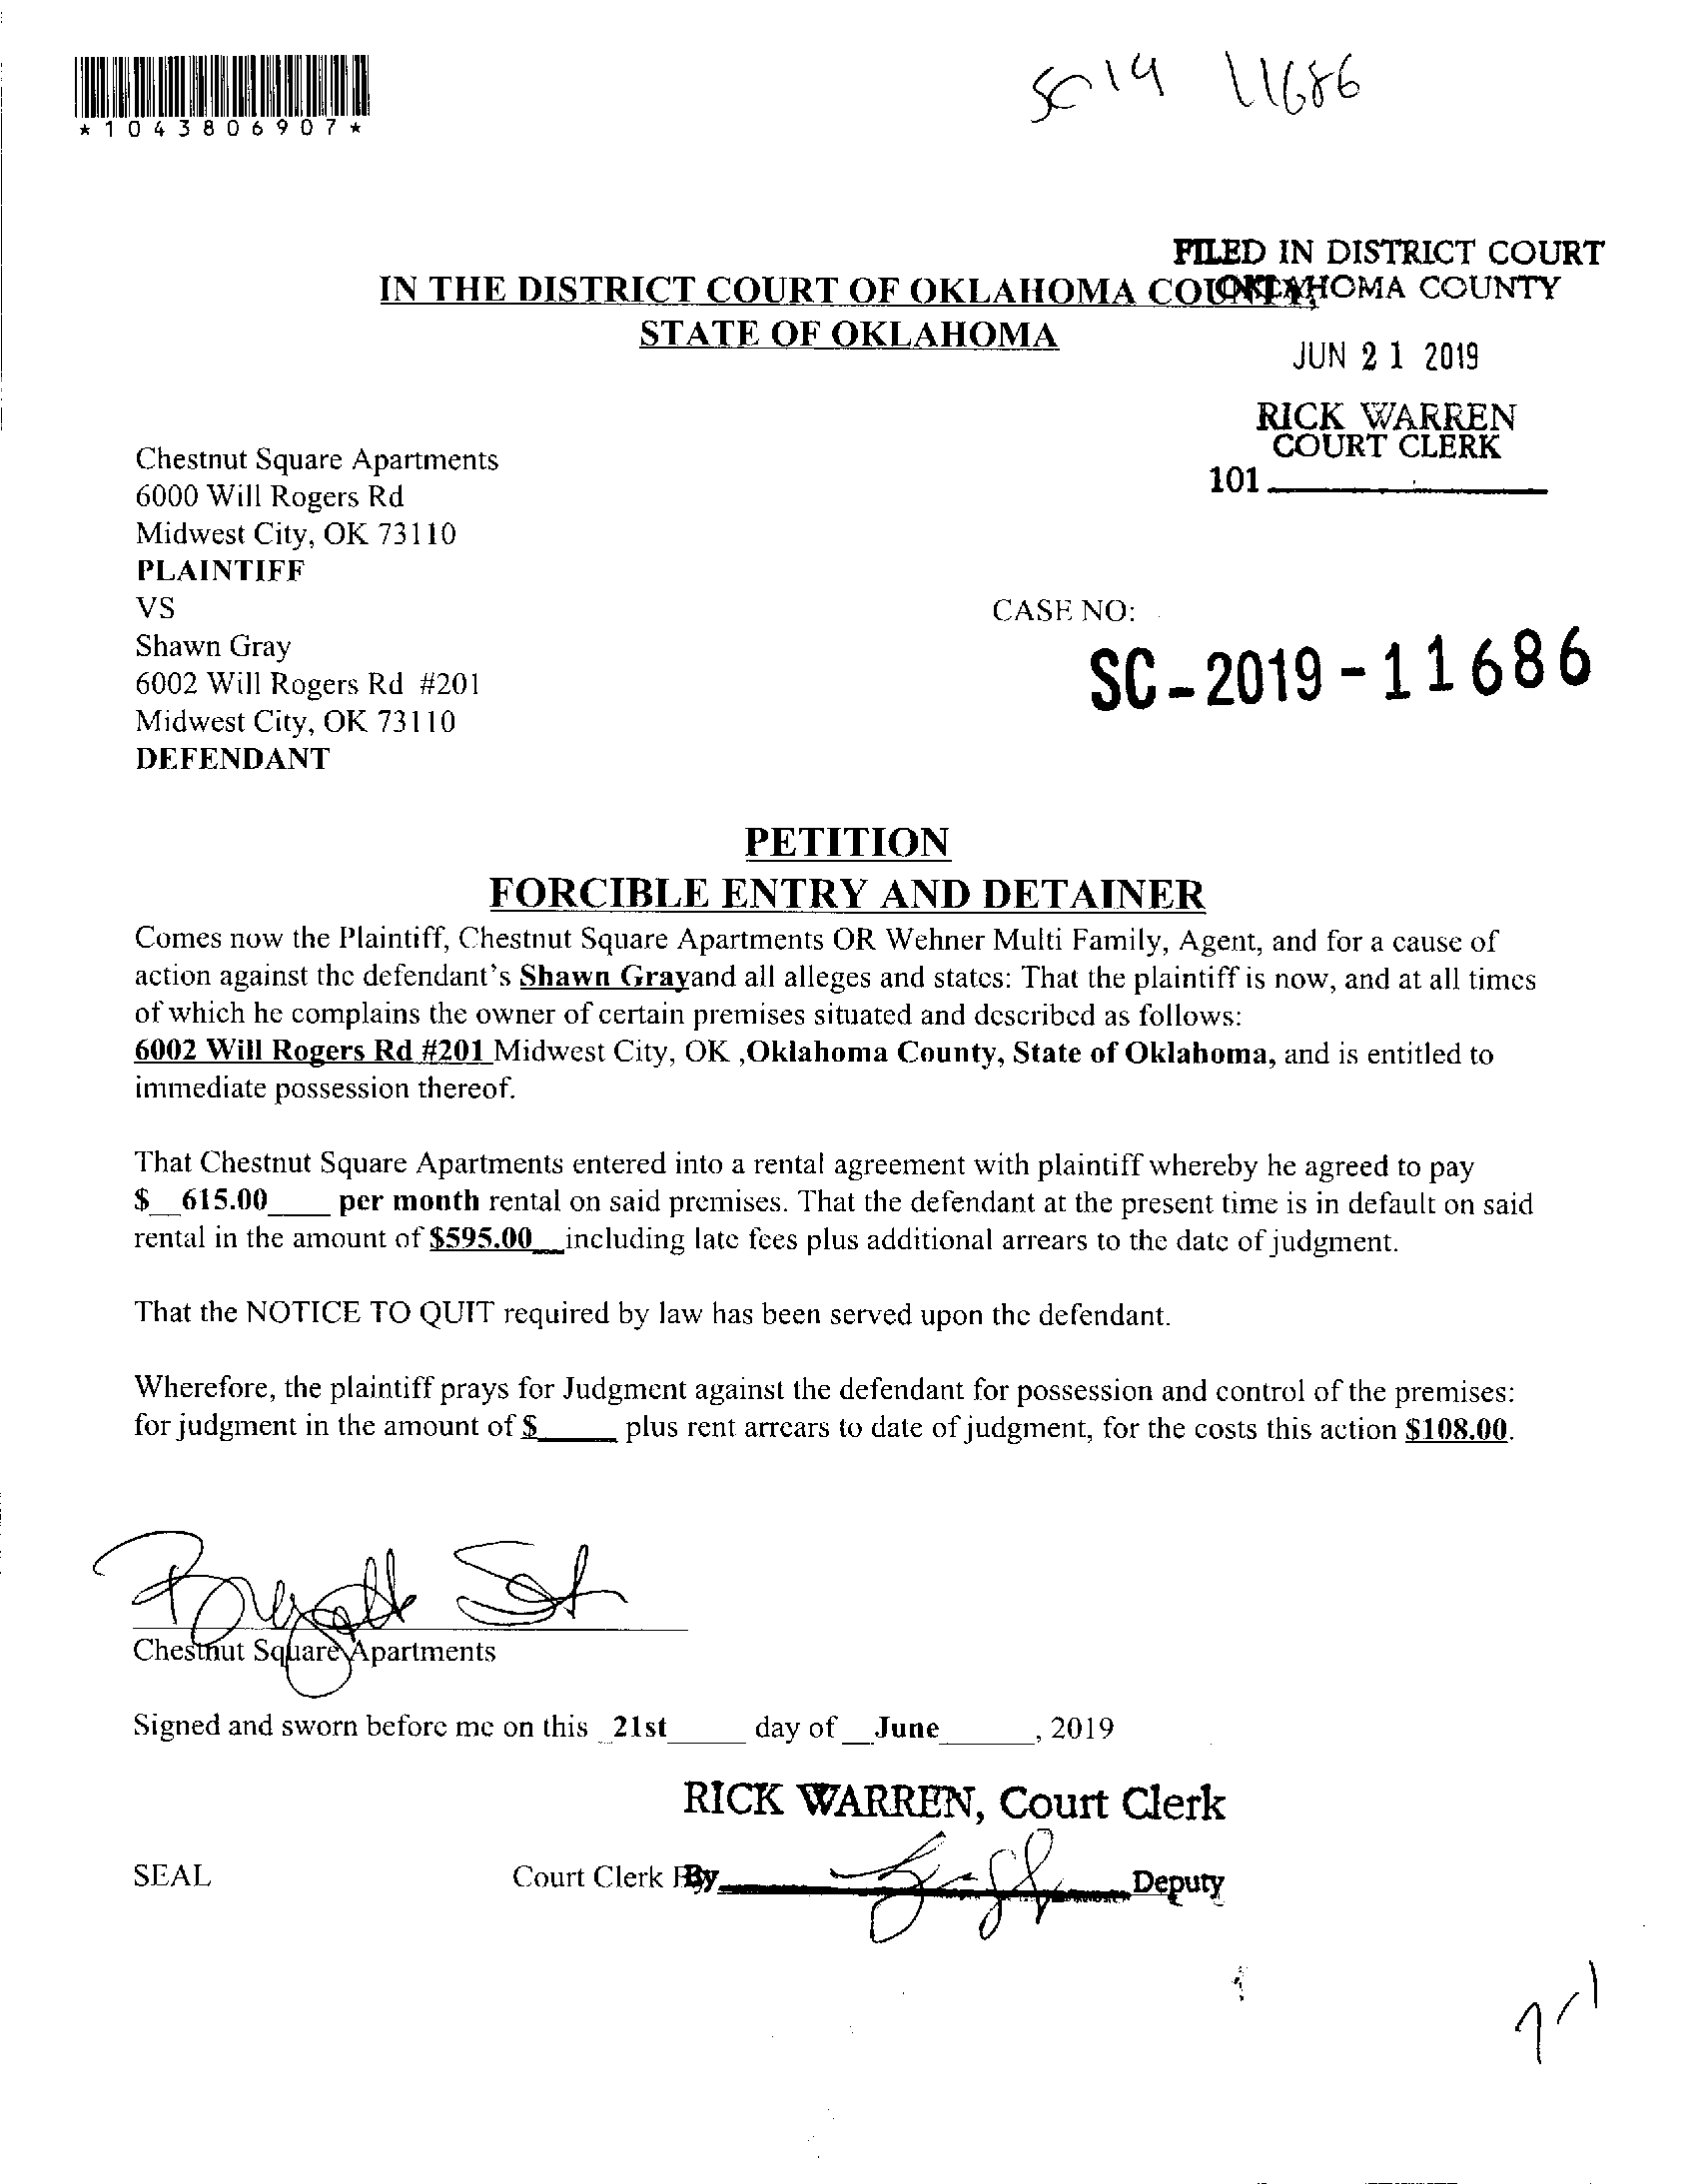 *1043806907*
SC19 11686
FILED IN DISTRICT COURT
OKLAHOMA COUNTY
IN THE DISTRICT COURT OF OKLAHOMA COUNTY,
STATE OF OKLAHOMA
JUN 21 2019
RICK WARREN
COURT CLERK
101
Chestnut Square Apartments
6000 Will Rogers Rd
Midwest City, OK 73110
PLAINTIFF
VS
CASE NO:
Shawn Gray
SC-2019-11686
6002 Will Rogers Rd #201
Midwest City, OK 73110
DEFENDANT
PETITION
FORCIBLE ENTRY AND DETAINER
Comes now the Plaintiff, Chestnut Square Apartments OR Wehner Multi Family, Agent, and for a cause of
action against the defendant's Shawn Grayand all alleges and states: That the plaintiff is now, and at all times
of which he complains the owner of certain premises situated and described as follows:
6002 Will Rogers Rd #201 Midwest City, OK ,Oklahoma County, State of Oklahoma, and is entitled to
immediate possession thereof.
That Chestnut Square Apartments entered into a rental agreement with plaintiff whereby he agreed to pay
$__615.00____ per month rental on said premises. That the defendant at the present time is in default on said
rental in the amount of $595.00__including late fees plus additional arrears to the date of judgment.
That the NOTICE TO QUIT required by law has been served upon the defendant.
Wherefore, the plaintiff prays for Judgment against the defendant for possession and control of the premises:
for judgment in the amount of $_____ plus rent arrears to date of judgment, for the costs this action $108.00.
Chestnut Square Apartments
Signed and sworn before me on this _21st_____ day of __June______, 2019
RICK WARREN, Court Clerk
SEAL
Court Clerk By Deputy